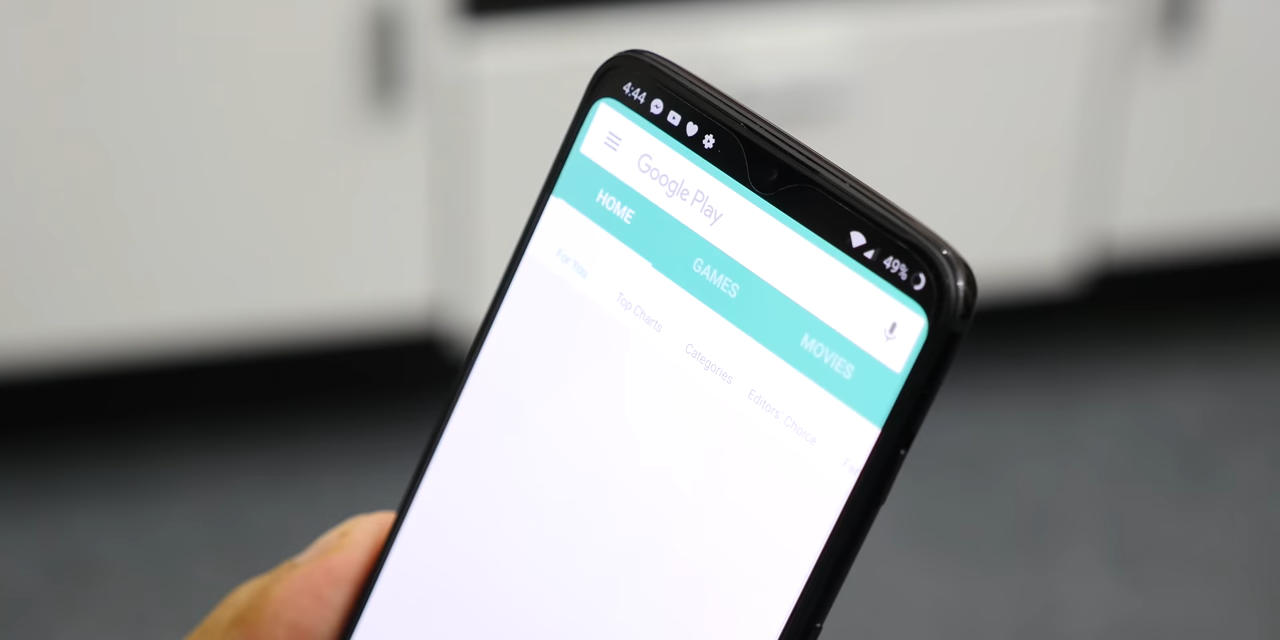 4:44
49%
Google Play
HOME GAMES MOVIES
For You Top Charts Categories Editors' Choice